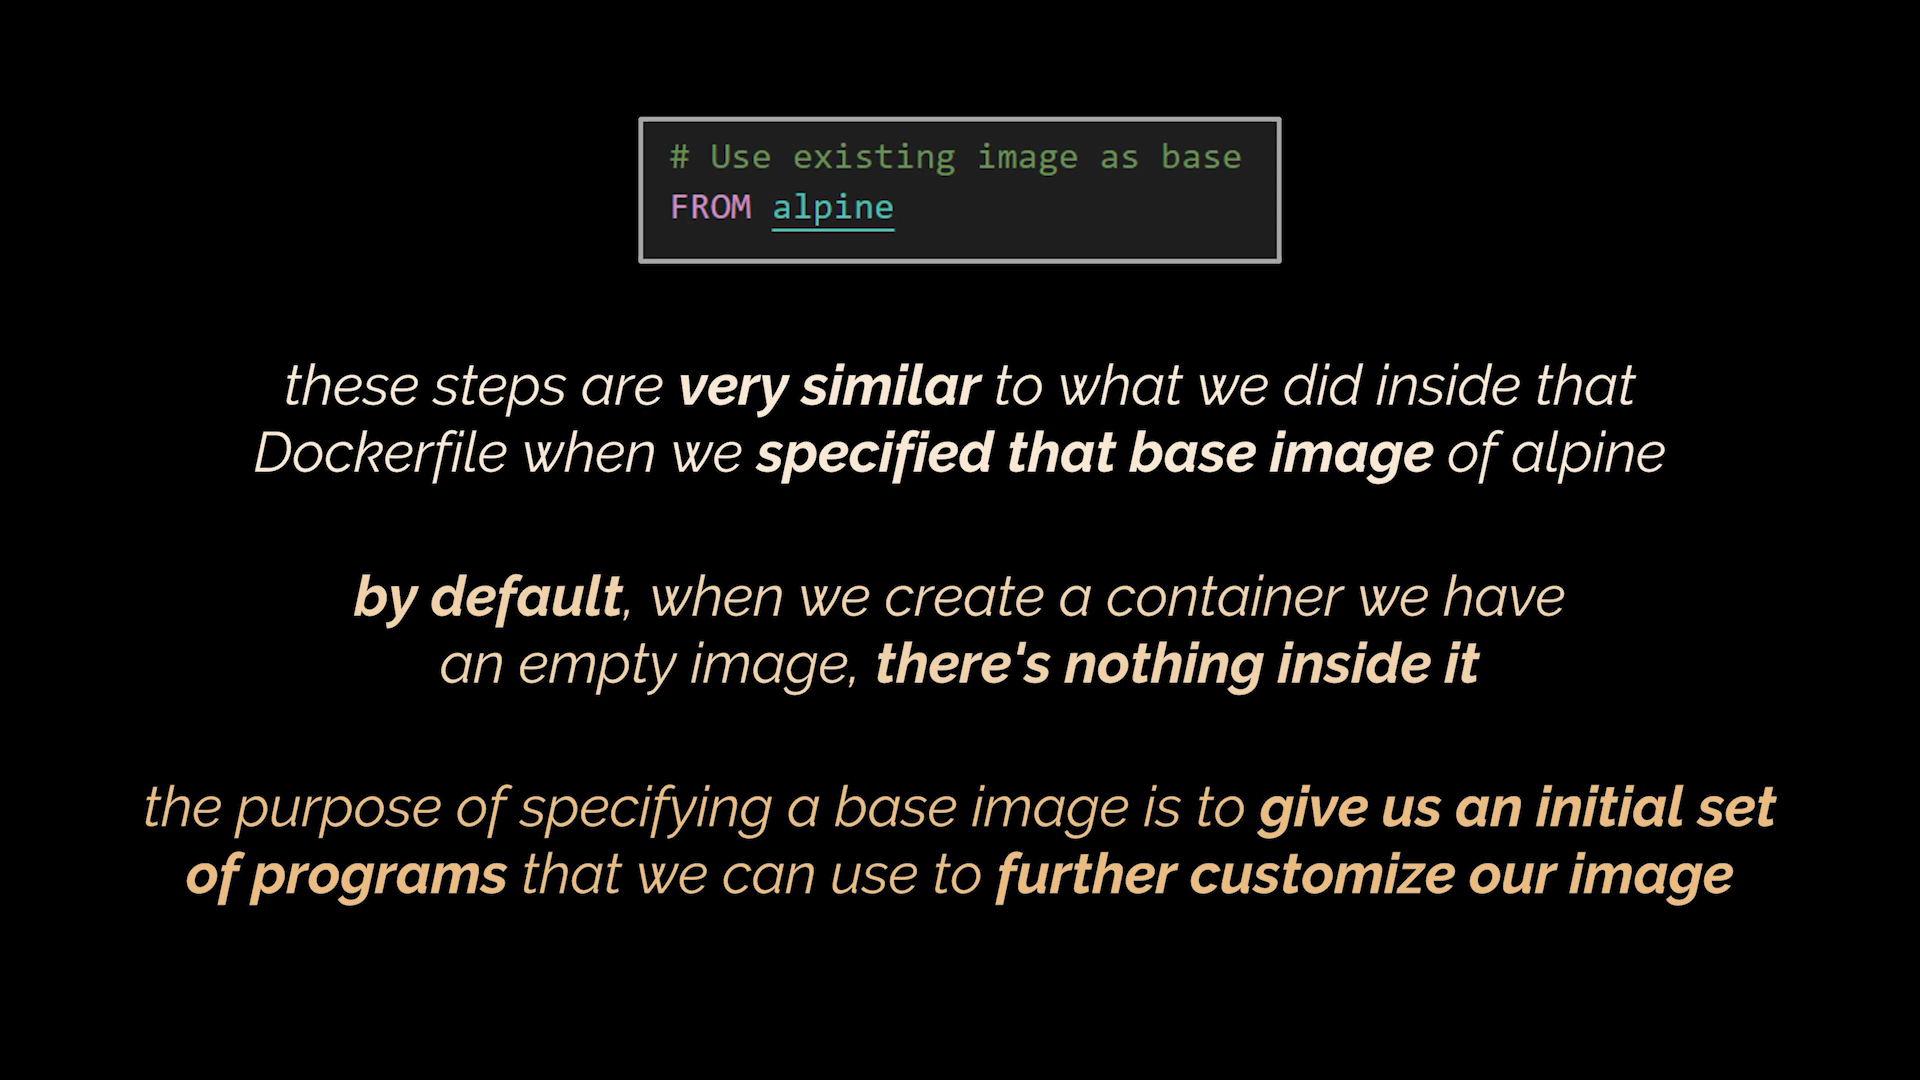 # Use existing image as base
FROM alpine
these steps are very similar to what we did inside that
Dockerfile when we specified that base image of alpine
by default, when we create a container we have
an empty image, there's nothing inside it
the purpose of specifying a base image is to give us an initial set
of programs that we can use to further customize our image